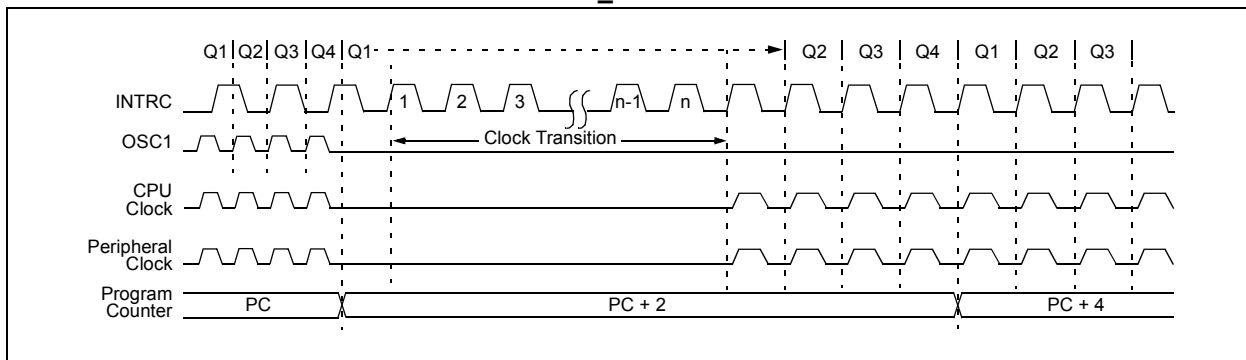 Q1 Q2 Q3 Q4 Q1 Q2 Q3 Q4 Q1 Q2 Q3
INTRC
1 2 3 n-1 n
OSC1
Clock Transition
CPU
Clock
Peripheral
Clock
Program
Counter
PC PC + 2 PC + 4